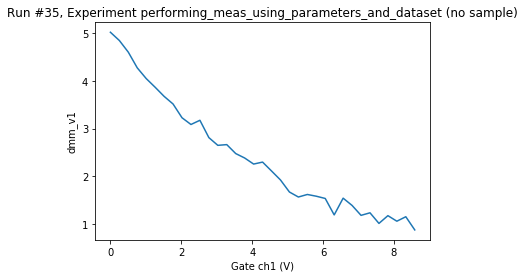 Run #35, Experiment performing_meas_using_parameters_and_dataset (no sample)
5
4
3
2
1
dmm_v1
0 2 4 6 8
Gate ch1 (V)